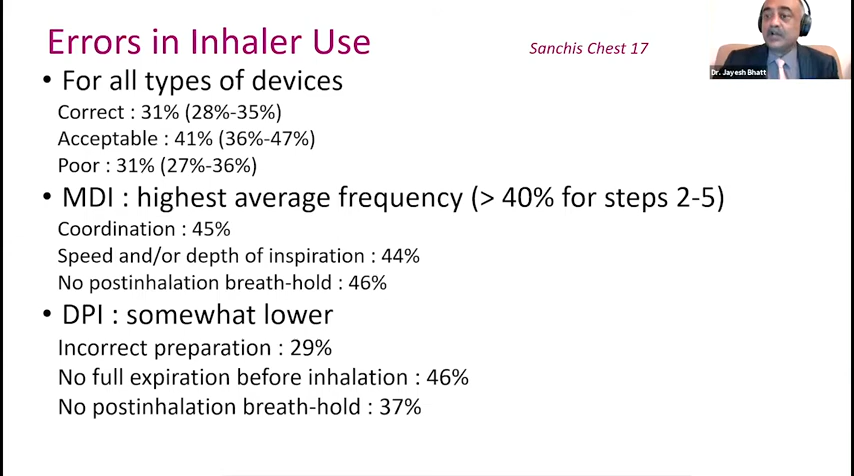 Errors in Inhaler Use
Sanchis Chest 17
Dr. Jayesh Bhatt
• For all types of devices
Correct : 31% (28%-35%)
Acceptable : 41% (36%-47%)
Poor : 31% (27%-36%)
• MDI : highest average frequency (> 40% for steps 2-5)
Coordination : 45%
Speed and/or depth of inspiration : 44%
No postinhalation breath-hold : 46%
• DPI : somewhat lower
Incorrect preparation : 29%
No full expiration before inhalation : 46%
No postinhalation breath-hold : 37%